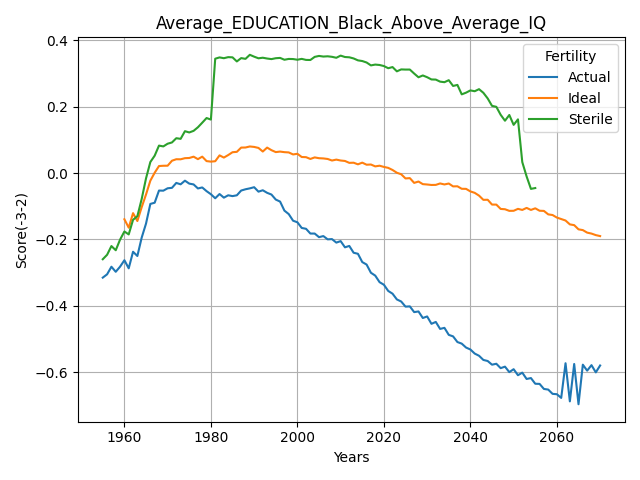 Average_EDUCATION_Black_Above_Average_IQ
Score(-3-2)
0.4
0.2
0.0
−0.2
−0.4
−0.6
Fertility
Actual
Ideal
Sterile
1960
1980
2000
2020
2040
2060
Years